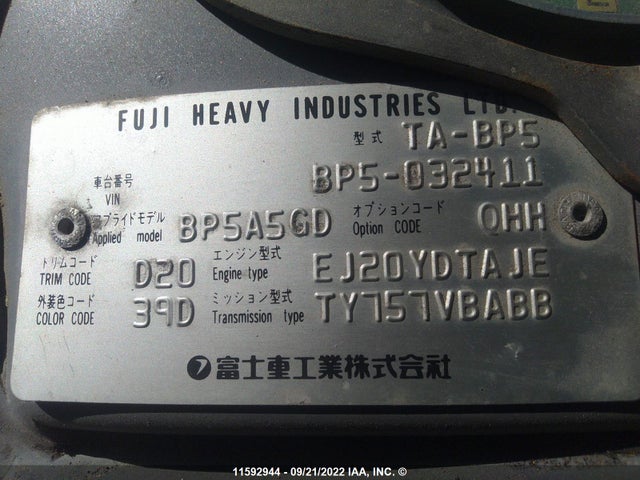 FUJI HEAVY INDUSTRIES LTD.
型式 TA-BP5
車台番号 BP5-032411
VIN
プライドモデル BP5A5GD オプションコード QHH
Applied model Option CODE
トリムコード D20 エンジン型式 EJ20YDTAJE
TRIM CODE Engine type
外装色コード 39D ミッション型式 TY757VBABB
COLOR CODE Transmission type
富士重工業株式会社
11592944 - 09/21/2022 IAA, INC. ©